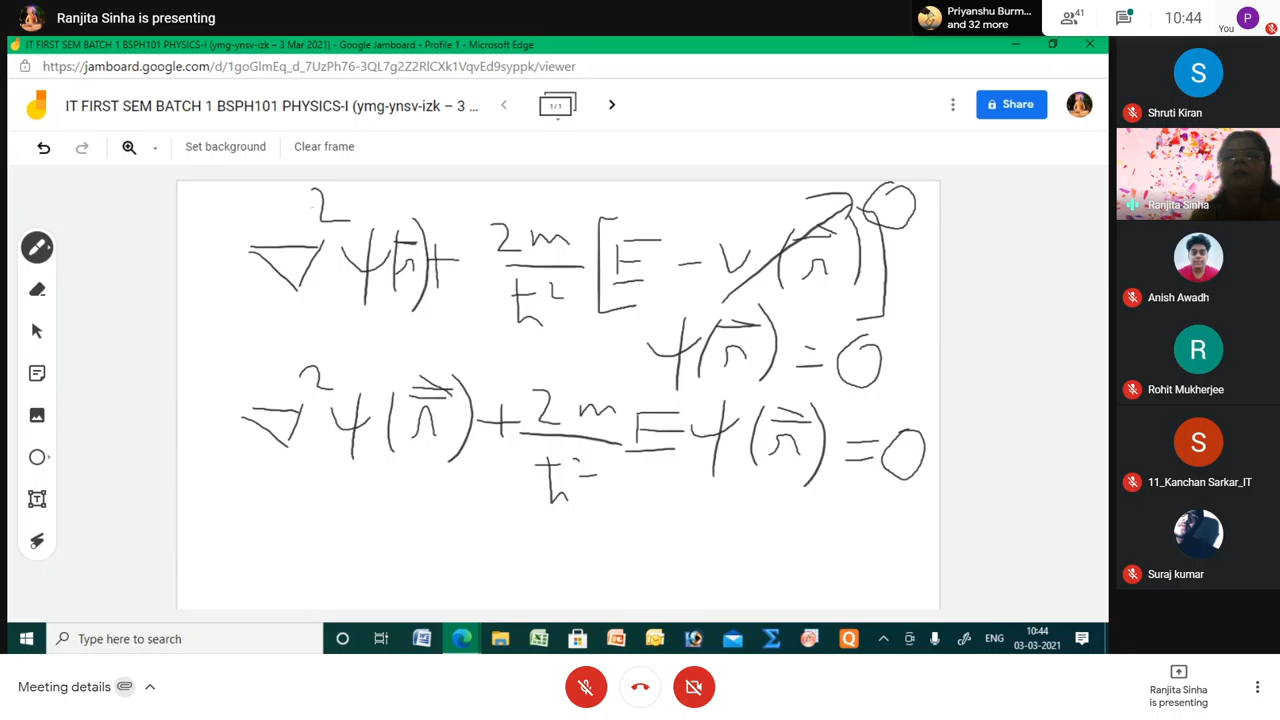 Ranjita Sinha is presenting
Priyanshu Burm...
and 32 more
41
10:44
You
P
IT FIRST SEM BATCH 1 BSPH101 PHYSICS-I (ymg-ynsv-izk – 3 Mar 2021) - Google Jamboard - Profile 1 - Microsoft Edge
https://jamboard.google.com/d/1goGlmEq_d_7UzPh76-3QL7g2Z2RlCXk1VqvEd9syppk/viewer
IT FIRST SEM BATCH 1 BSPH101 PHYSICS-I (ymg-ynsv-izk – 3 ...
1/1
Share
Set background
Clear frame
∇²ψ(r⃗) + 2m/ħ² [E − V(r⃗)] 0
ψ(r⃗) = 0
∇²ψ(r⃗) + 2m/ħ² Eψ(r⃗) = 0
S
Shruti Kiran
Ranjita Sinha
Anish Awadh
R
Rohit Mukherjee
S
11_Kanchan Sarkar_IT
Suraj kumar
Type here to search
ENG
10:44
03-03-2021
Meeting details
Ranjita Sinha
is presenting